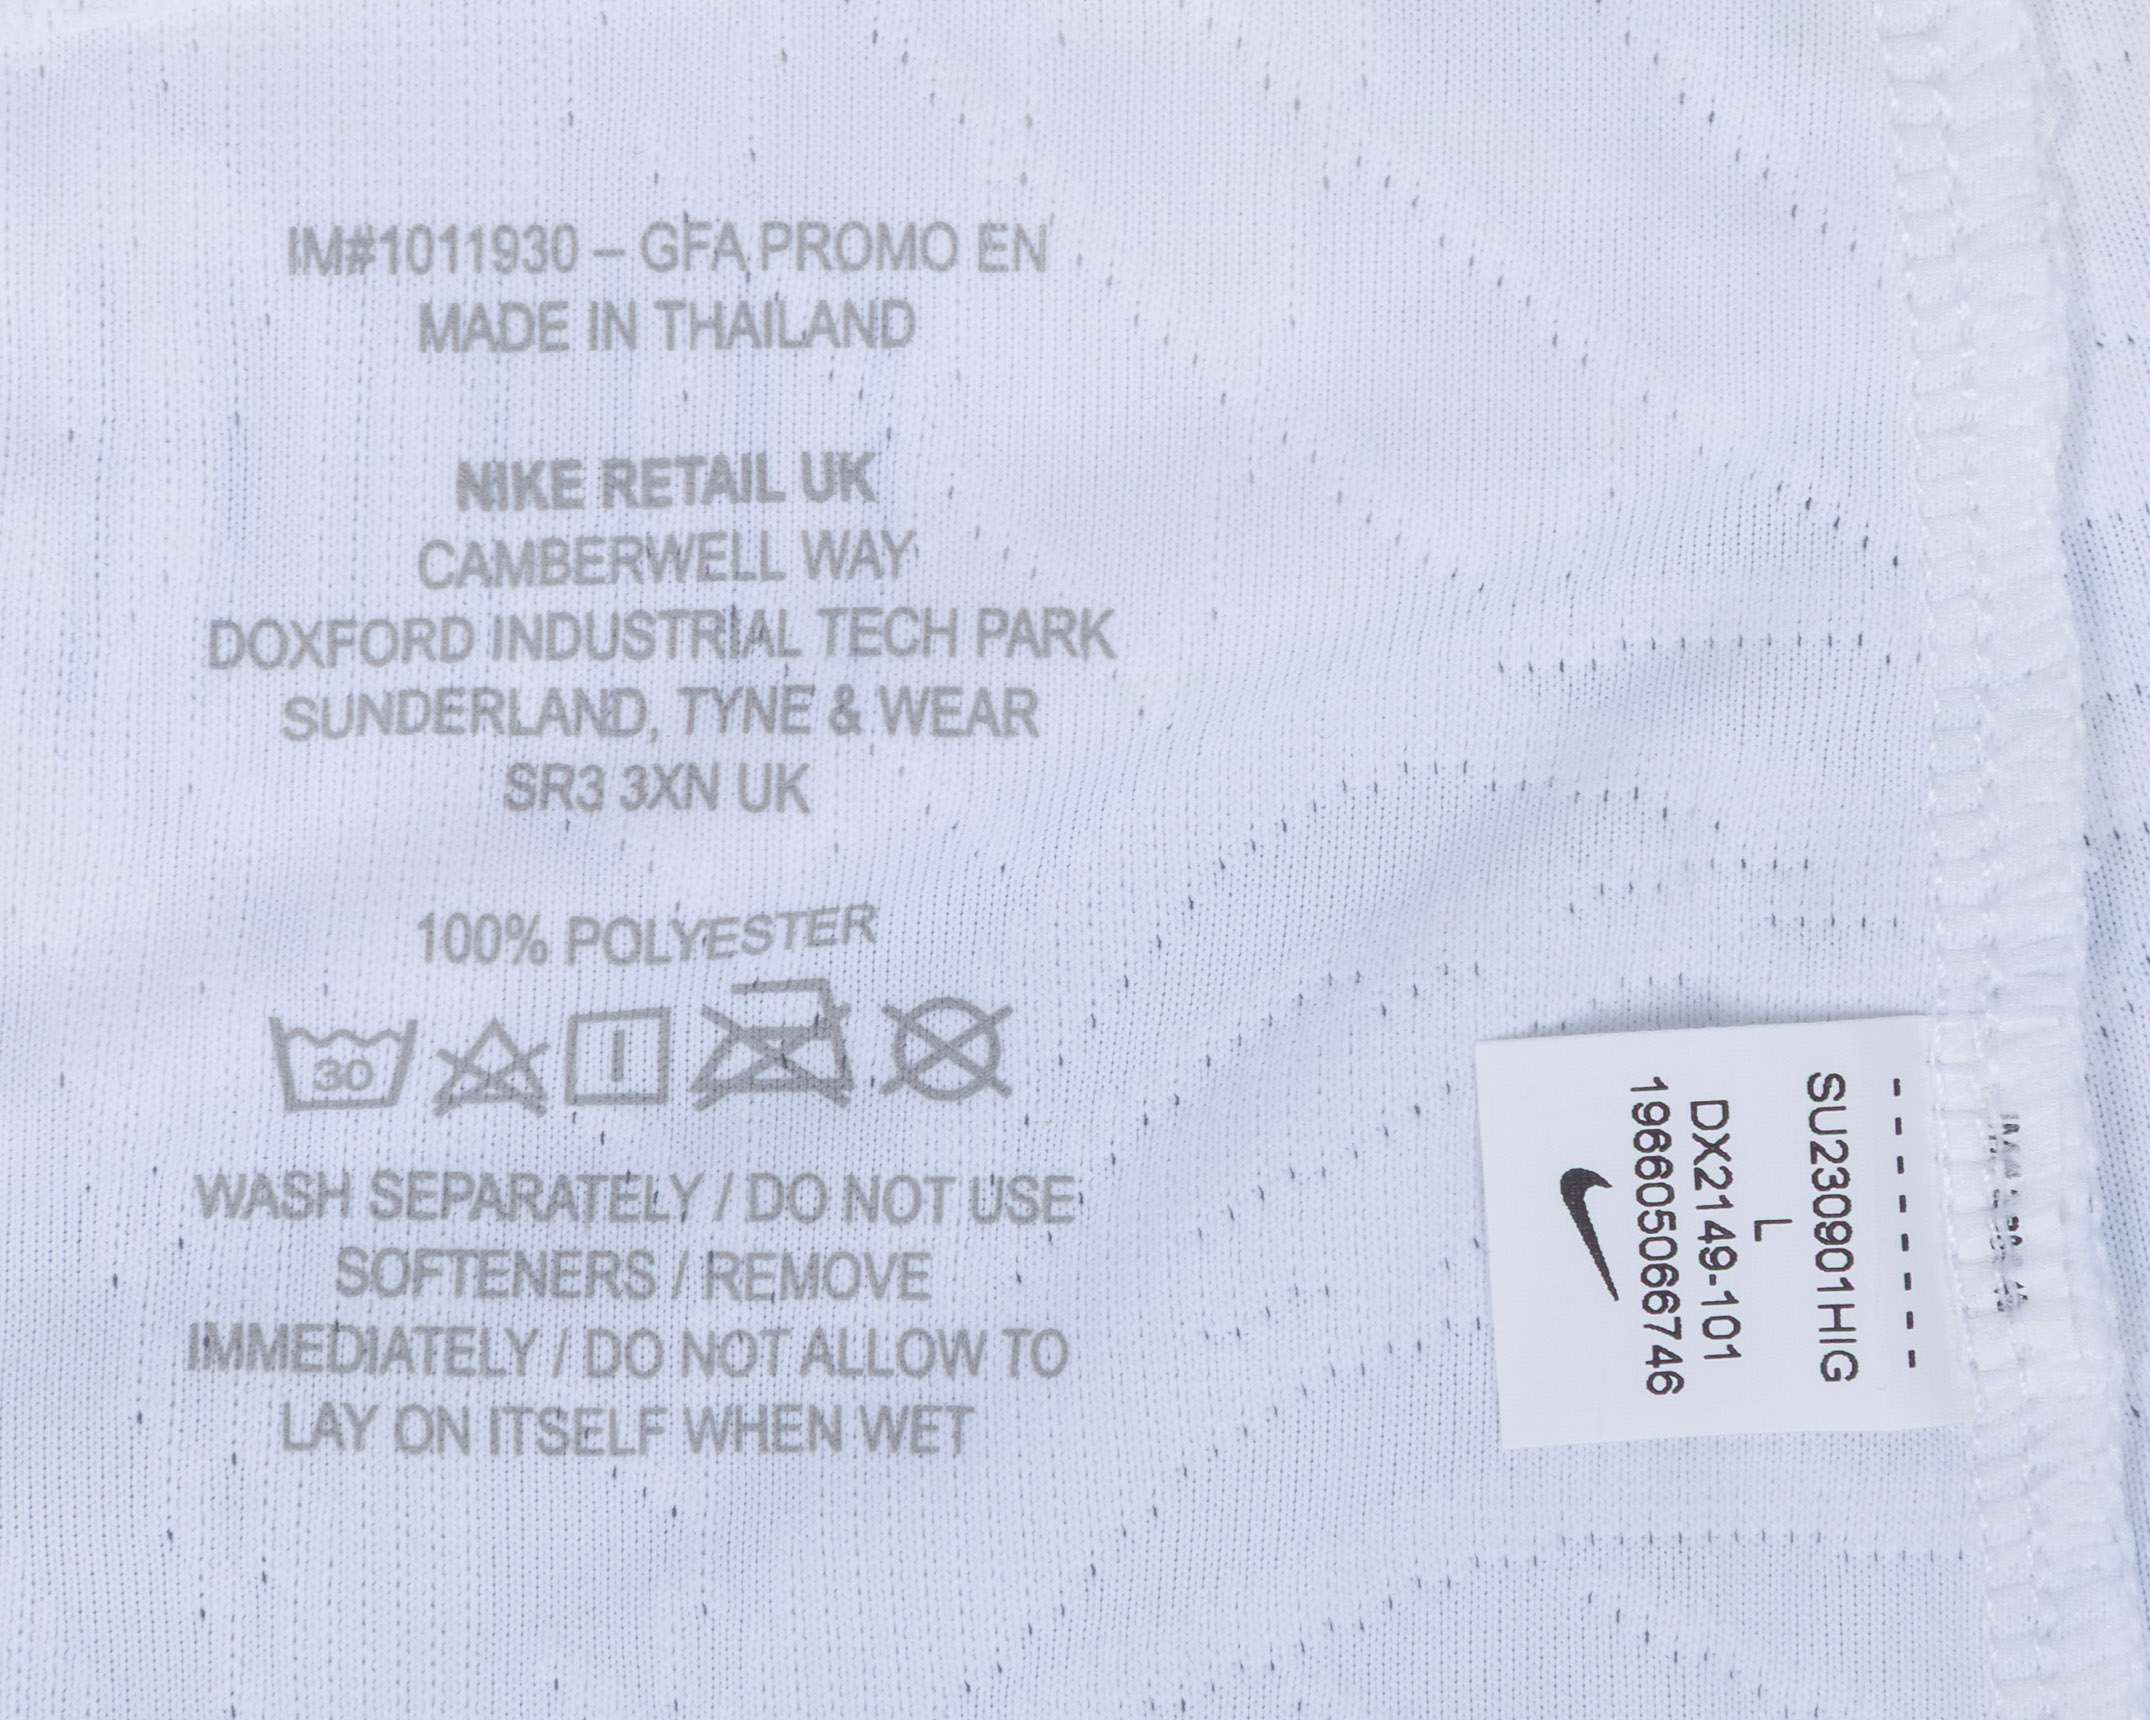 IM#1011930 – GFA PROMO EN
MADE IN THAILAND
NIKE RETAIL UK
CAMBERWELL WAY
DOXFORD INDUSTRIAL TECH PARK
SUNDERLAND, TYNE & WEAR
SR3 3XN UK
100% POLYESTER
30
WASH SEPARATELY / DO NOT USE
SOFTENERS / REMOVE
IMMEDIATELY / DO NOT ALLOW TO
LAY ON ITSELF WHEN WET
SU230901HIG
L
DX2149-101
196605066746